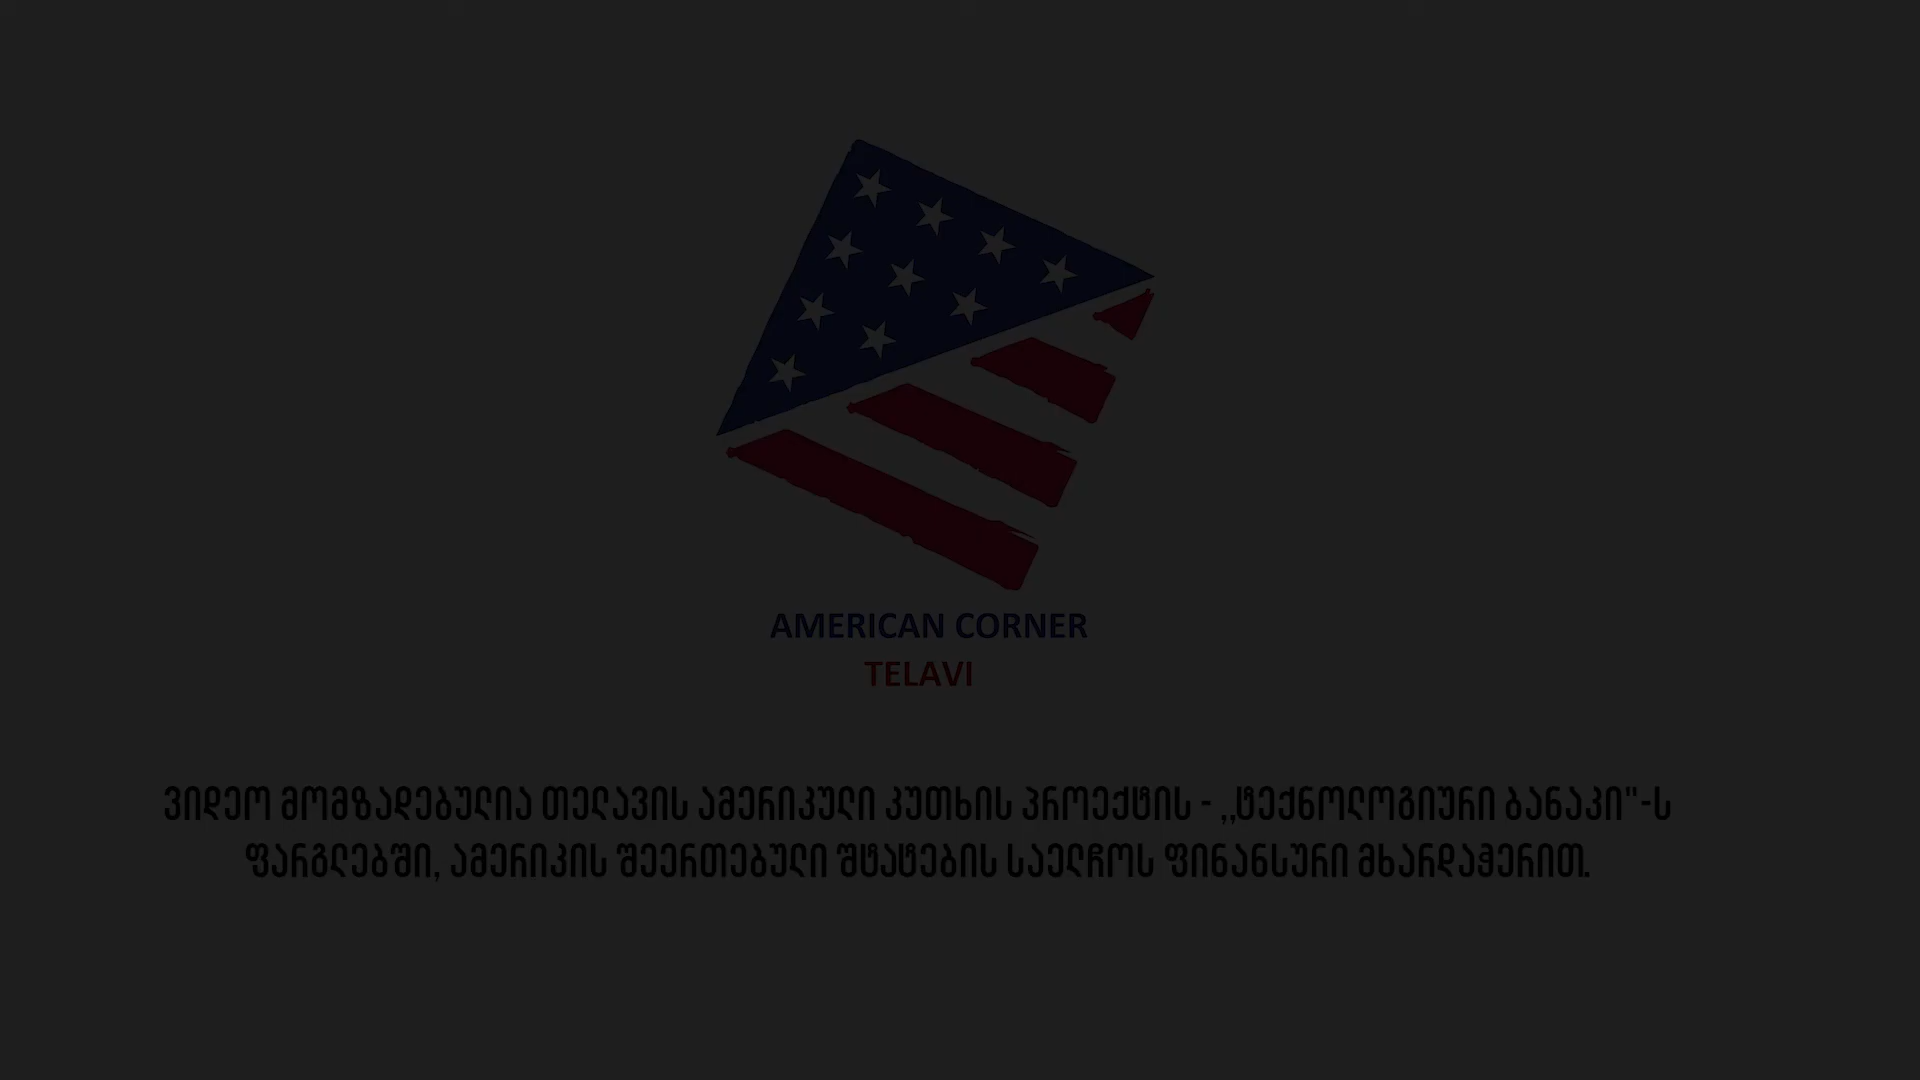 AMERICAN CORNER
TELAVI
ვიდეო მომზადებულია თელავის ამერიკული კუთხის პროექტის - ,,ტექნოლოგიური ბანაკი"-ს
ფარგლებში, ამერიკის შეერთებული შტატების საელჩოს ფინანსური მხარდაჭერით.